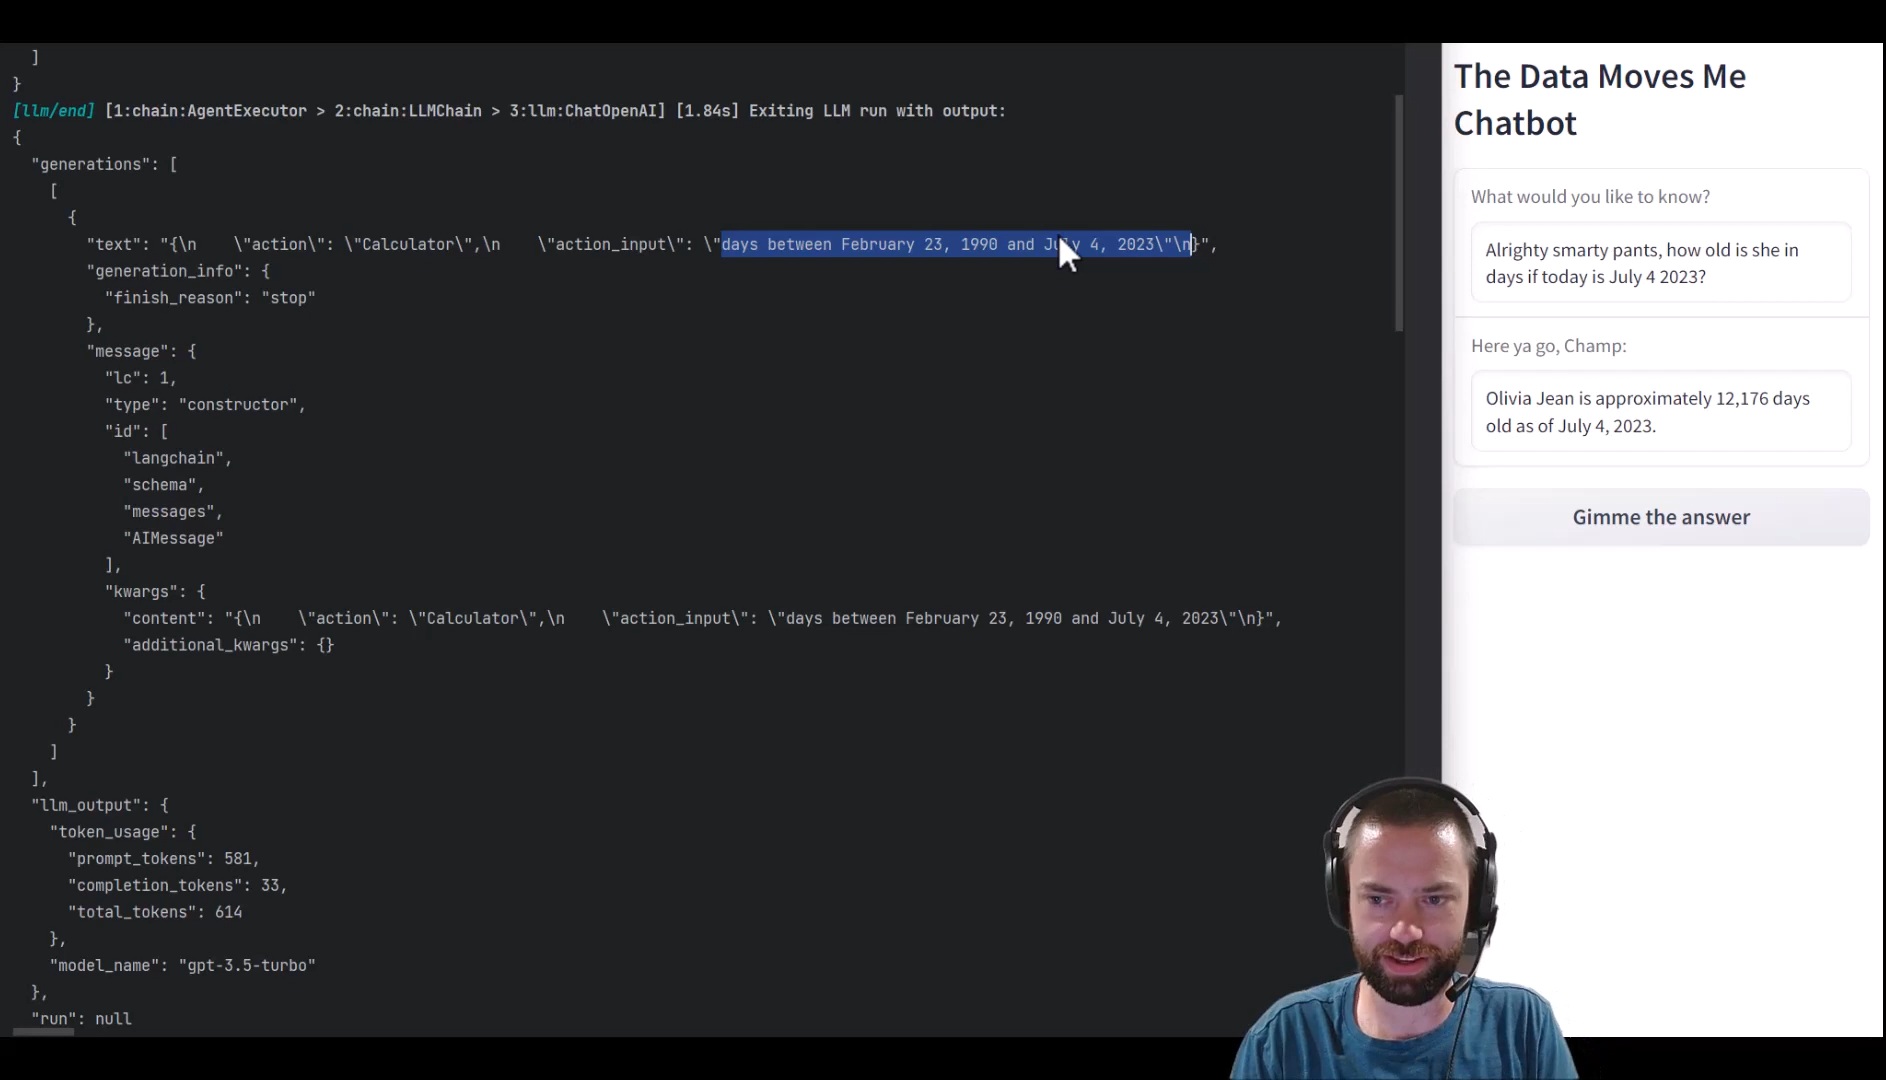 ]
}
[llm/end] [1:chain:AgentExecutor > 2:chain:LLMChain > 3:llm:ChatOpenAI] [1.84s] Exiting LLM run with output:
{
"generations": [
[
{
"text": "{\n    \"action\": \"Calculator\",\n    \"action_input\": \"days between February 23, 1990 and July 4, 2023\"\n}",
"generation_info": {
"finish_reason": "stop"
},
"message": {
"lc": 1,
"type": "constructor",
"id": [
"langchain",
"schema",
"messages",
"AIMessage"
],
"kwargs": {
"content": "{\n    \"action\": \"Calculator\",\n    \"action_input\": \"days between February 23, 1990 and July 4, 2023\"\n}",
"additional_kwargs": {}
}
}
}
]
],
"llm_output": {
"token_usage": {
"prompt_tokens": 581,
"completion_tokens": 33,
"total_tokens": 614
},
"model_name": "gpt-3.5-turbo"
},
"run": null
The Data Moves Me
Chatbot
What would you like to know?
Alrighty smarty pants, how old is she in
days if today is July 4 2023?
Here ya go, Champ:
Olivia Jean is approximately 12,176 days
old as of July 4, 2023.
Gimme the answer